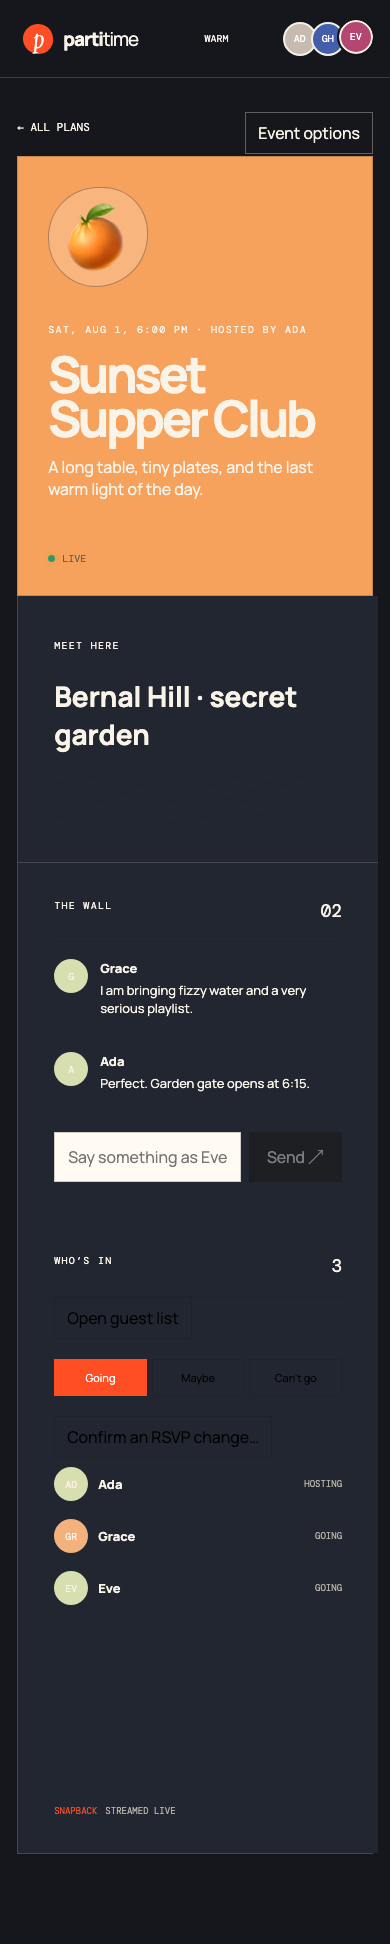 partitime
WARM
AD
GH
EV
← ALL PLANS
Event options
SAT, AUG 1, 6:00 PM · HOSTED BY ADA
Sunset
Supper Club
A long table, tiny plates, and the last
warm light of the day.
LIVE
MEET HERE
Bernal Hill · secret
garden
THE WALL
02
G
Grace
I am bringing fizzy water and a very
serious playlist.
A
Ada
Perfect. Garden gate opens at 6:15.
Say something as Eve
Send ↗
WHO'S IN
3
Open guest list
Going
Maybe
Can't go
Confirm an RSVP change…
AD
Ada
HOSTING
GR
Grace
GOING
EV
Eve
GOING
SNAPBACK STREAMED LIVE